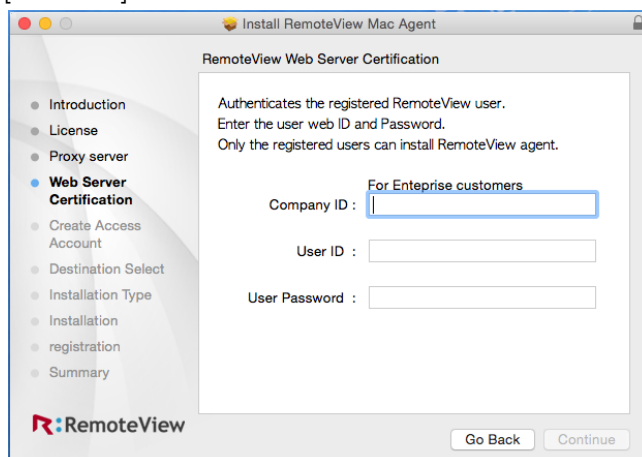 Install RemoteView Mac Agent
RemoteView Web Server Certification
Introduction
License
Proxy server
Web Server
Certification
Create Access
Account
Destination Select
Installation Type
Installation
registration
Summary
Authenticates the registered RemoteView user.
Enter the user web ID and Password.
Only the registered users can install RemoteView agent.
For Enteprise customers
Company ID :
User ID :
User Password :
R:RemoteView
Go Back
Continue